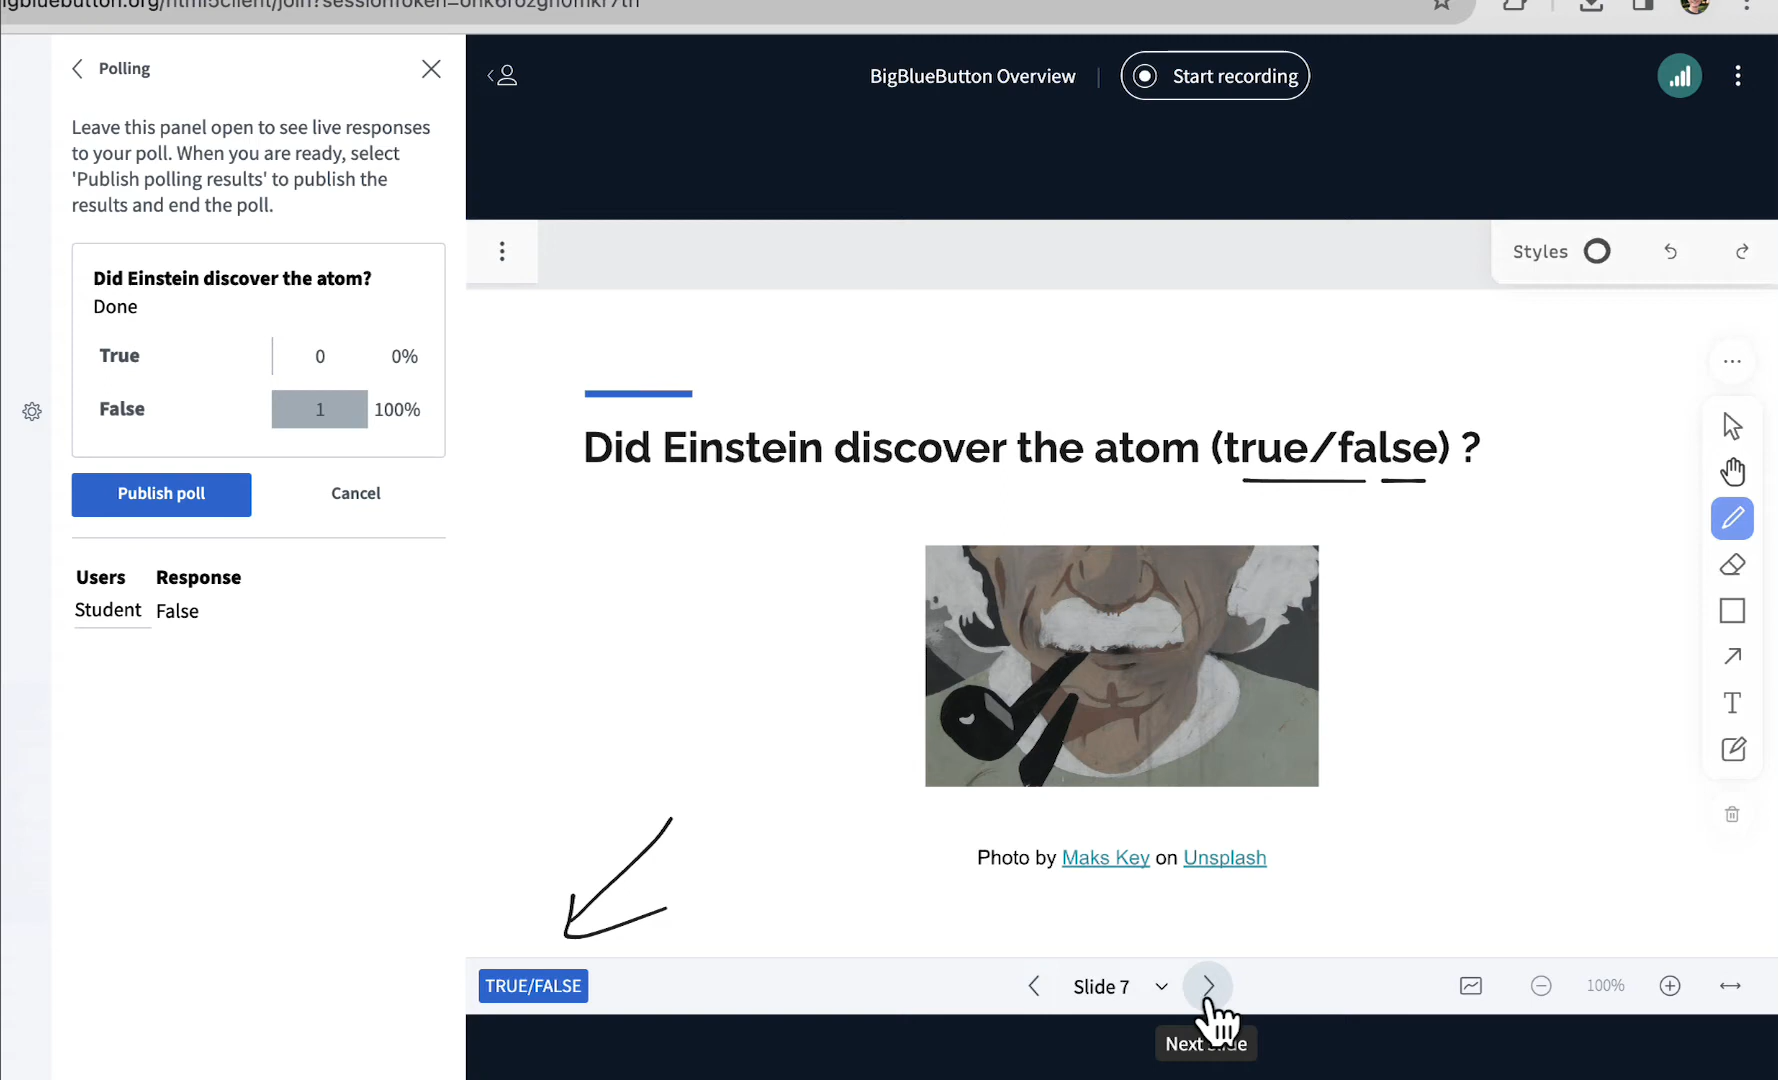 Polling
Leave this panel open to see live responses
to your poll. When you are ready, select
'Publish polling results' to publish the
results and end the poll.
Did Einstein discover the atom?
Done
True 0 0%
False 1 100%
Publish poll Cancel
Users Response
Student False
BigBlueButton Overview
Start recording
Styles
Did Einstein discover the atom (true/false) ?
Photo by Maks Key on Unsplash
TRUE/FALSE
Slide 7
100%
Next